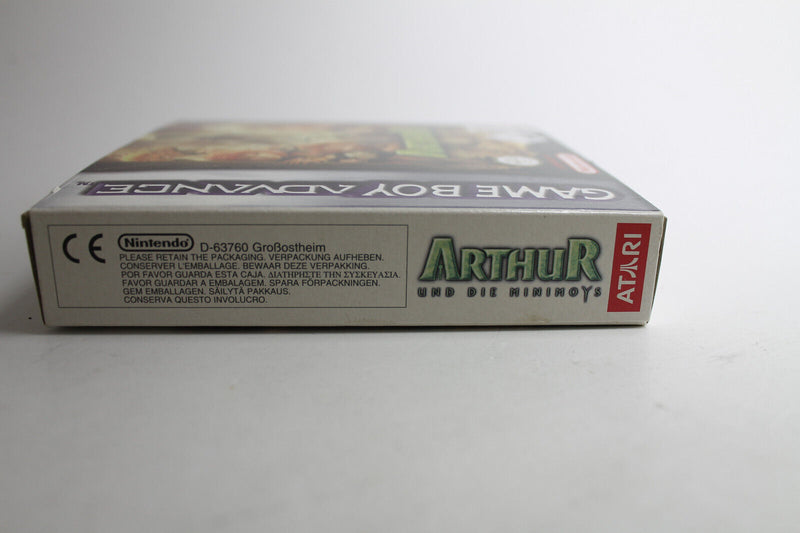 GAME BOY ADVANCE™
CE
Nintendo® D-63760 Großostheim
PLEASE RETAIN THE PACKAGING. VERPACKUNG AUFHEBEN.
CONSERVER L'EMBALLAGE. BEWAAR DEZE VERPAKKING.
POR FAVOR GUARDA ESTA CAJA. ΔΙΑΤΗΡΗΣΤΕ ΤΗΝ ΣΥΣΚΕΥΑΣΙΑ.
FAVOR GUARDAR A EMBALAGEM. SPARA FÖRPACKNINGEN.
GEM EMBALLAGEN. SÄILYTÄ PAKKAUS.
CONSERVA QUESTO INVOLUCRO.
ARTHUR
UND DIE MINIMOYS
ATARI